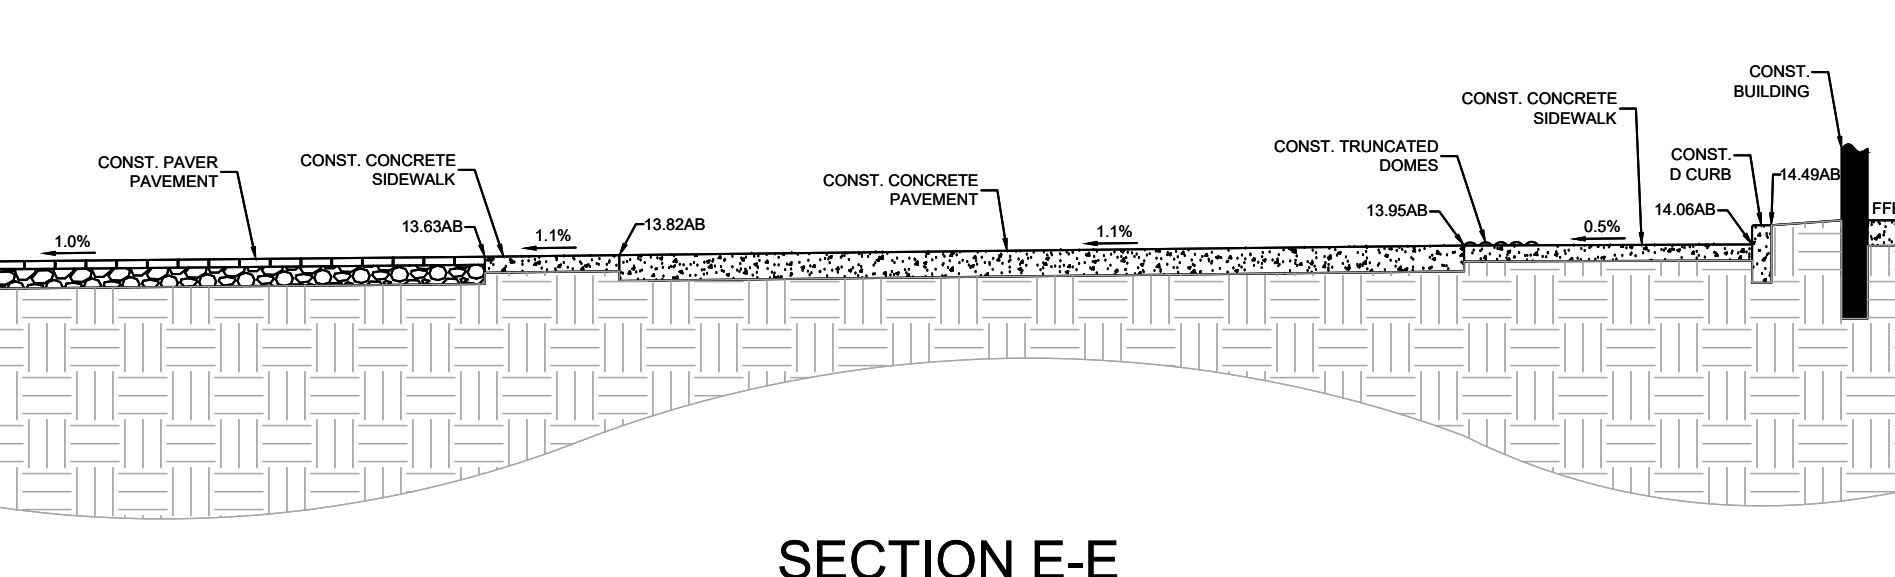 CONST.
BUILDING
CONST. CONCRETE
SIDEWALK
CONST. TRUNCATED
DOMES
CONST.
D CURB
14.49AB
CONST. PAVER
PAVEMENT
CONST. CONCRETE
SIDEWALK
CONST. CONCRETE
PAVEMENT
13.63AB
13.82AB
13.95AB
14.06AB
1.0%
1.1%
1.1%
0.5%
SECTION E-E